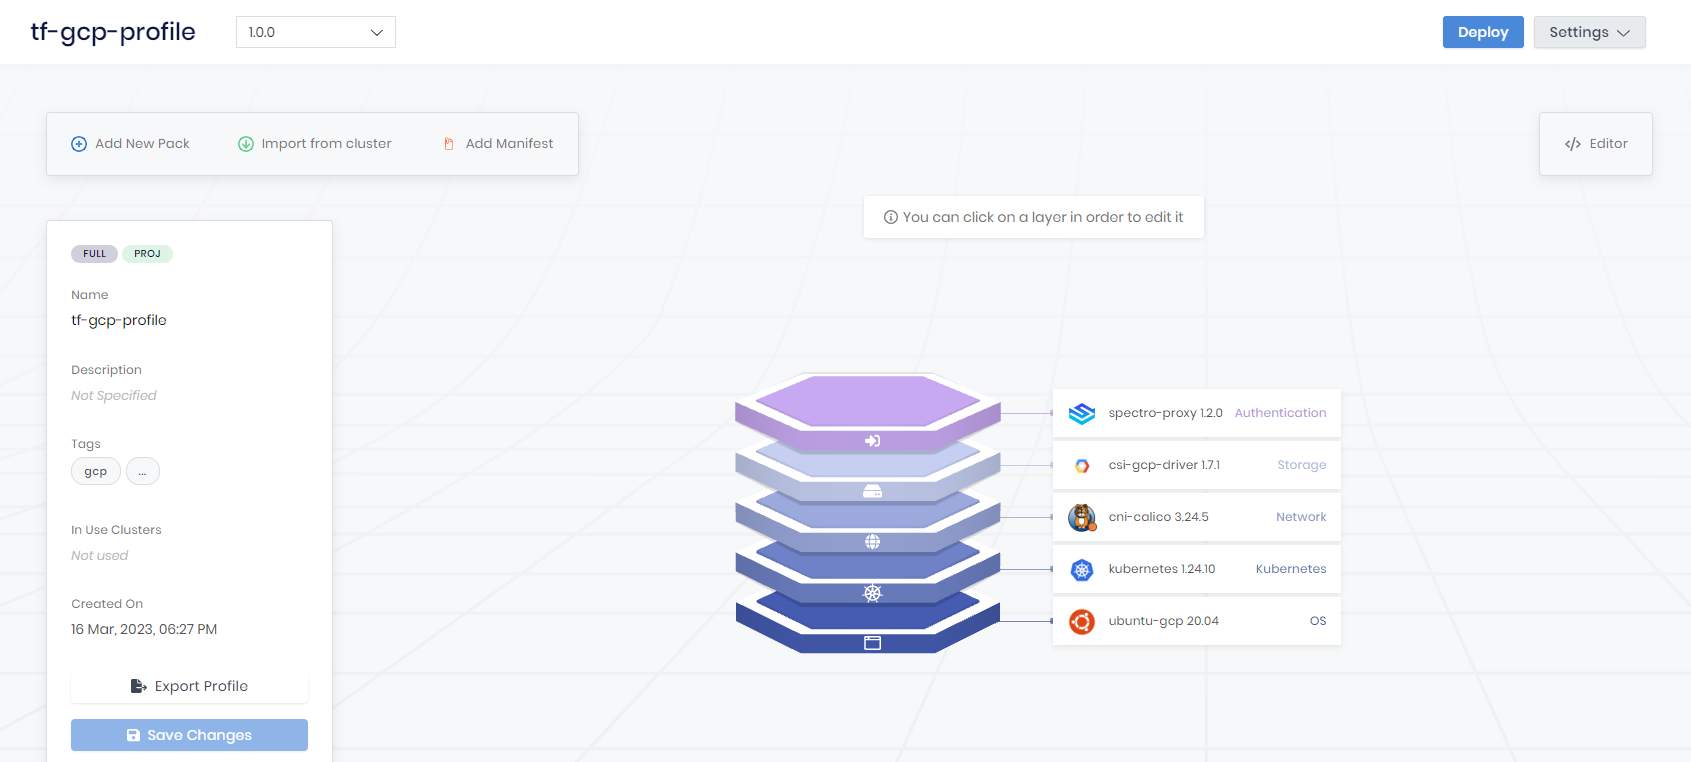 tf-gcp-profile
1.0.0
Deploy
Settings
Add New Pack
Import from cluster
Add Manifest
Editor
You can click on a layer in order to edit it
FULL
PROJ
Name
tf-gcp-profile
Description
Not Specified
Tags
gcp
...
In Use Clusters
Not used
Created On
16 Mar, 2023, 06:27 PM
Export Profile
Save Changes
spectro-proxy 1.2.0 Authentication
csi-gcp-driver 1.7.1 Storage
cni-calico 3.24.5 Network
kubernetes 1.24.10 Kubernetes
ubuntu-gcp 20.04 OS